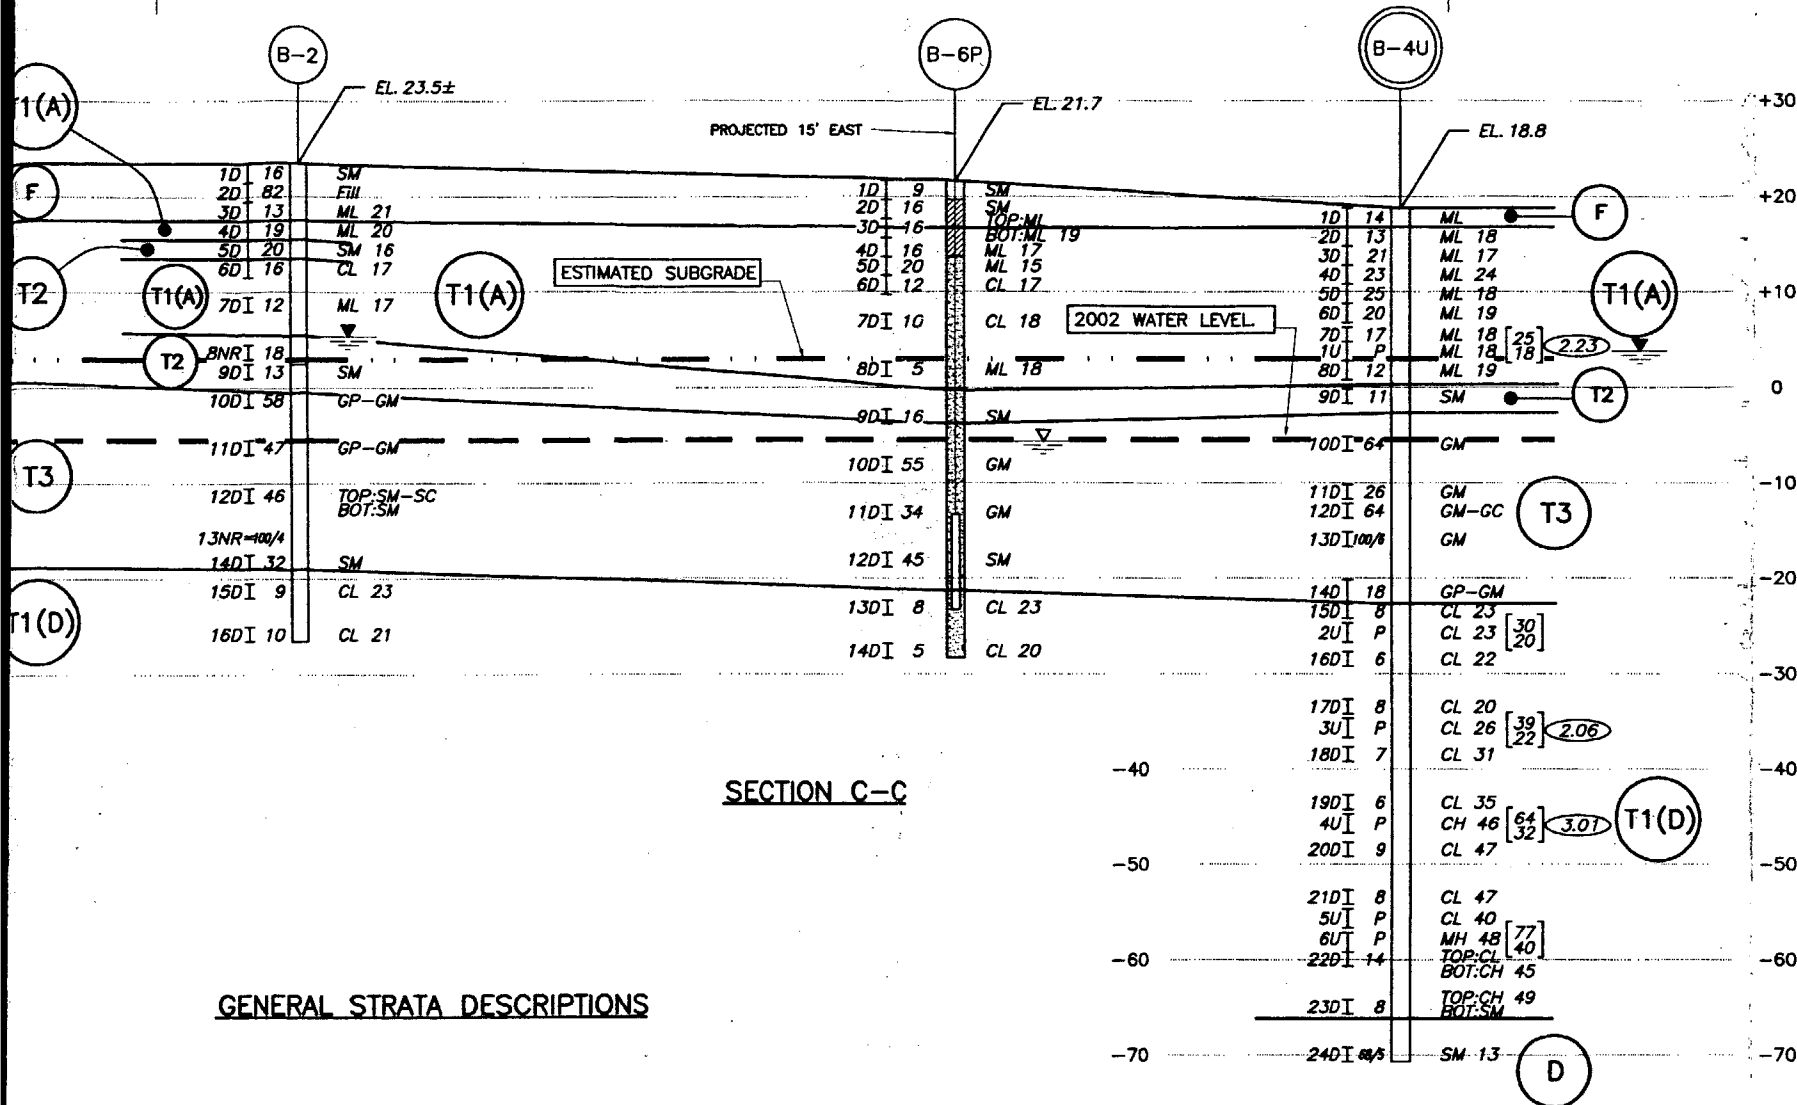 B-2
B-6P
B-4U
EL. 23.5±
PROJECTED 15' EAST
EL. 21.7
EL. 18.8
+30
+20
+10
0
-10
-20
-30
-40
-50
-60
-70
T1(A)
F
T2
T1(A)
T1(A)
T2
T3
T1(D)
1D 16 SM
2D 82 Fill
3D 13 ML 21
4D 19 ML 20
5D 20 SM 16
6D 16 CL 17
7D 12 ML 17
8NR 18
9D 13 SM
10D 58 GP-GM
11D 47 GP-GM
12D 46 TOP:SM-SC
BOT:SM
13NR 100/4
14D 32 SM
15D 9 CL 23
16D 10 CL 21
ESTIMATED SUBGRADE
1D 9 SM
2D 16 SM
3D 16 TOP:ML
BOT:ML 19
4D 16 ML 17
5D 20 ML 15
6D 12 CL 17
7D 10 CL 18
8D 5 ML 18
9D 16 SM
10D 55 GM
11D 34 GM
12D 45 SM
13D 8 CL 23
14D 5 CL 20
2002 WATER LEVEL
1D 14 ML
2D 13 ML 18
3D 21 ML 17
4D 23 ML 24
5D 25 ML 18
6D 20 ML 19
7D 17 ML 18
1U P ML 18 [25 18] 2.23
8D 12 ML 19
9D 11 SM
10D 64 GM
11D 26 GM
12D 64 GM-GC
13D 100/6 GM
14D 18 GP-GM
15D 8 CL 23
2U P CL 23 [30 20]
16D 6 CL 22
17D 8 CL 20
3U P CL 26 [39 22] 2.06
18D 7 CL 31
19D 6 CL 35
4U P CH 46 [64 32] 3.01
20D 9 CL 47
21D 8 CL 47
5U P CL 40
6U P MH 48 [77 40]
22D 14 TOP:CL
BOT:CH 45
23D 8 TOP:CH 49
BOT:SM
24D SM 13
F
T1(A)
T2
T3
T1(D)
D
-40
-50
-60
-70
SECTION C-C
GENERAL STRATA DESCRIPTIONS